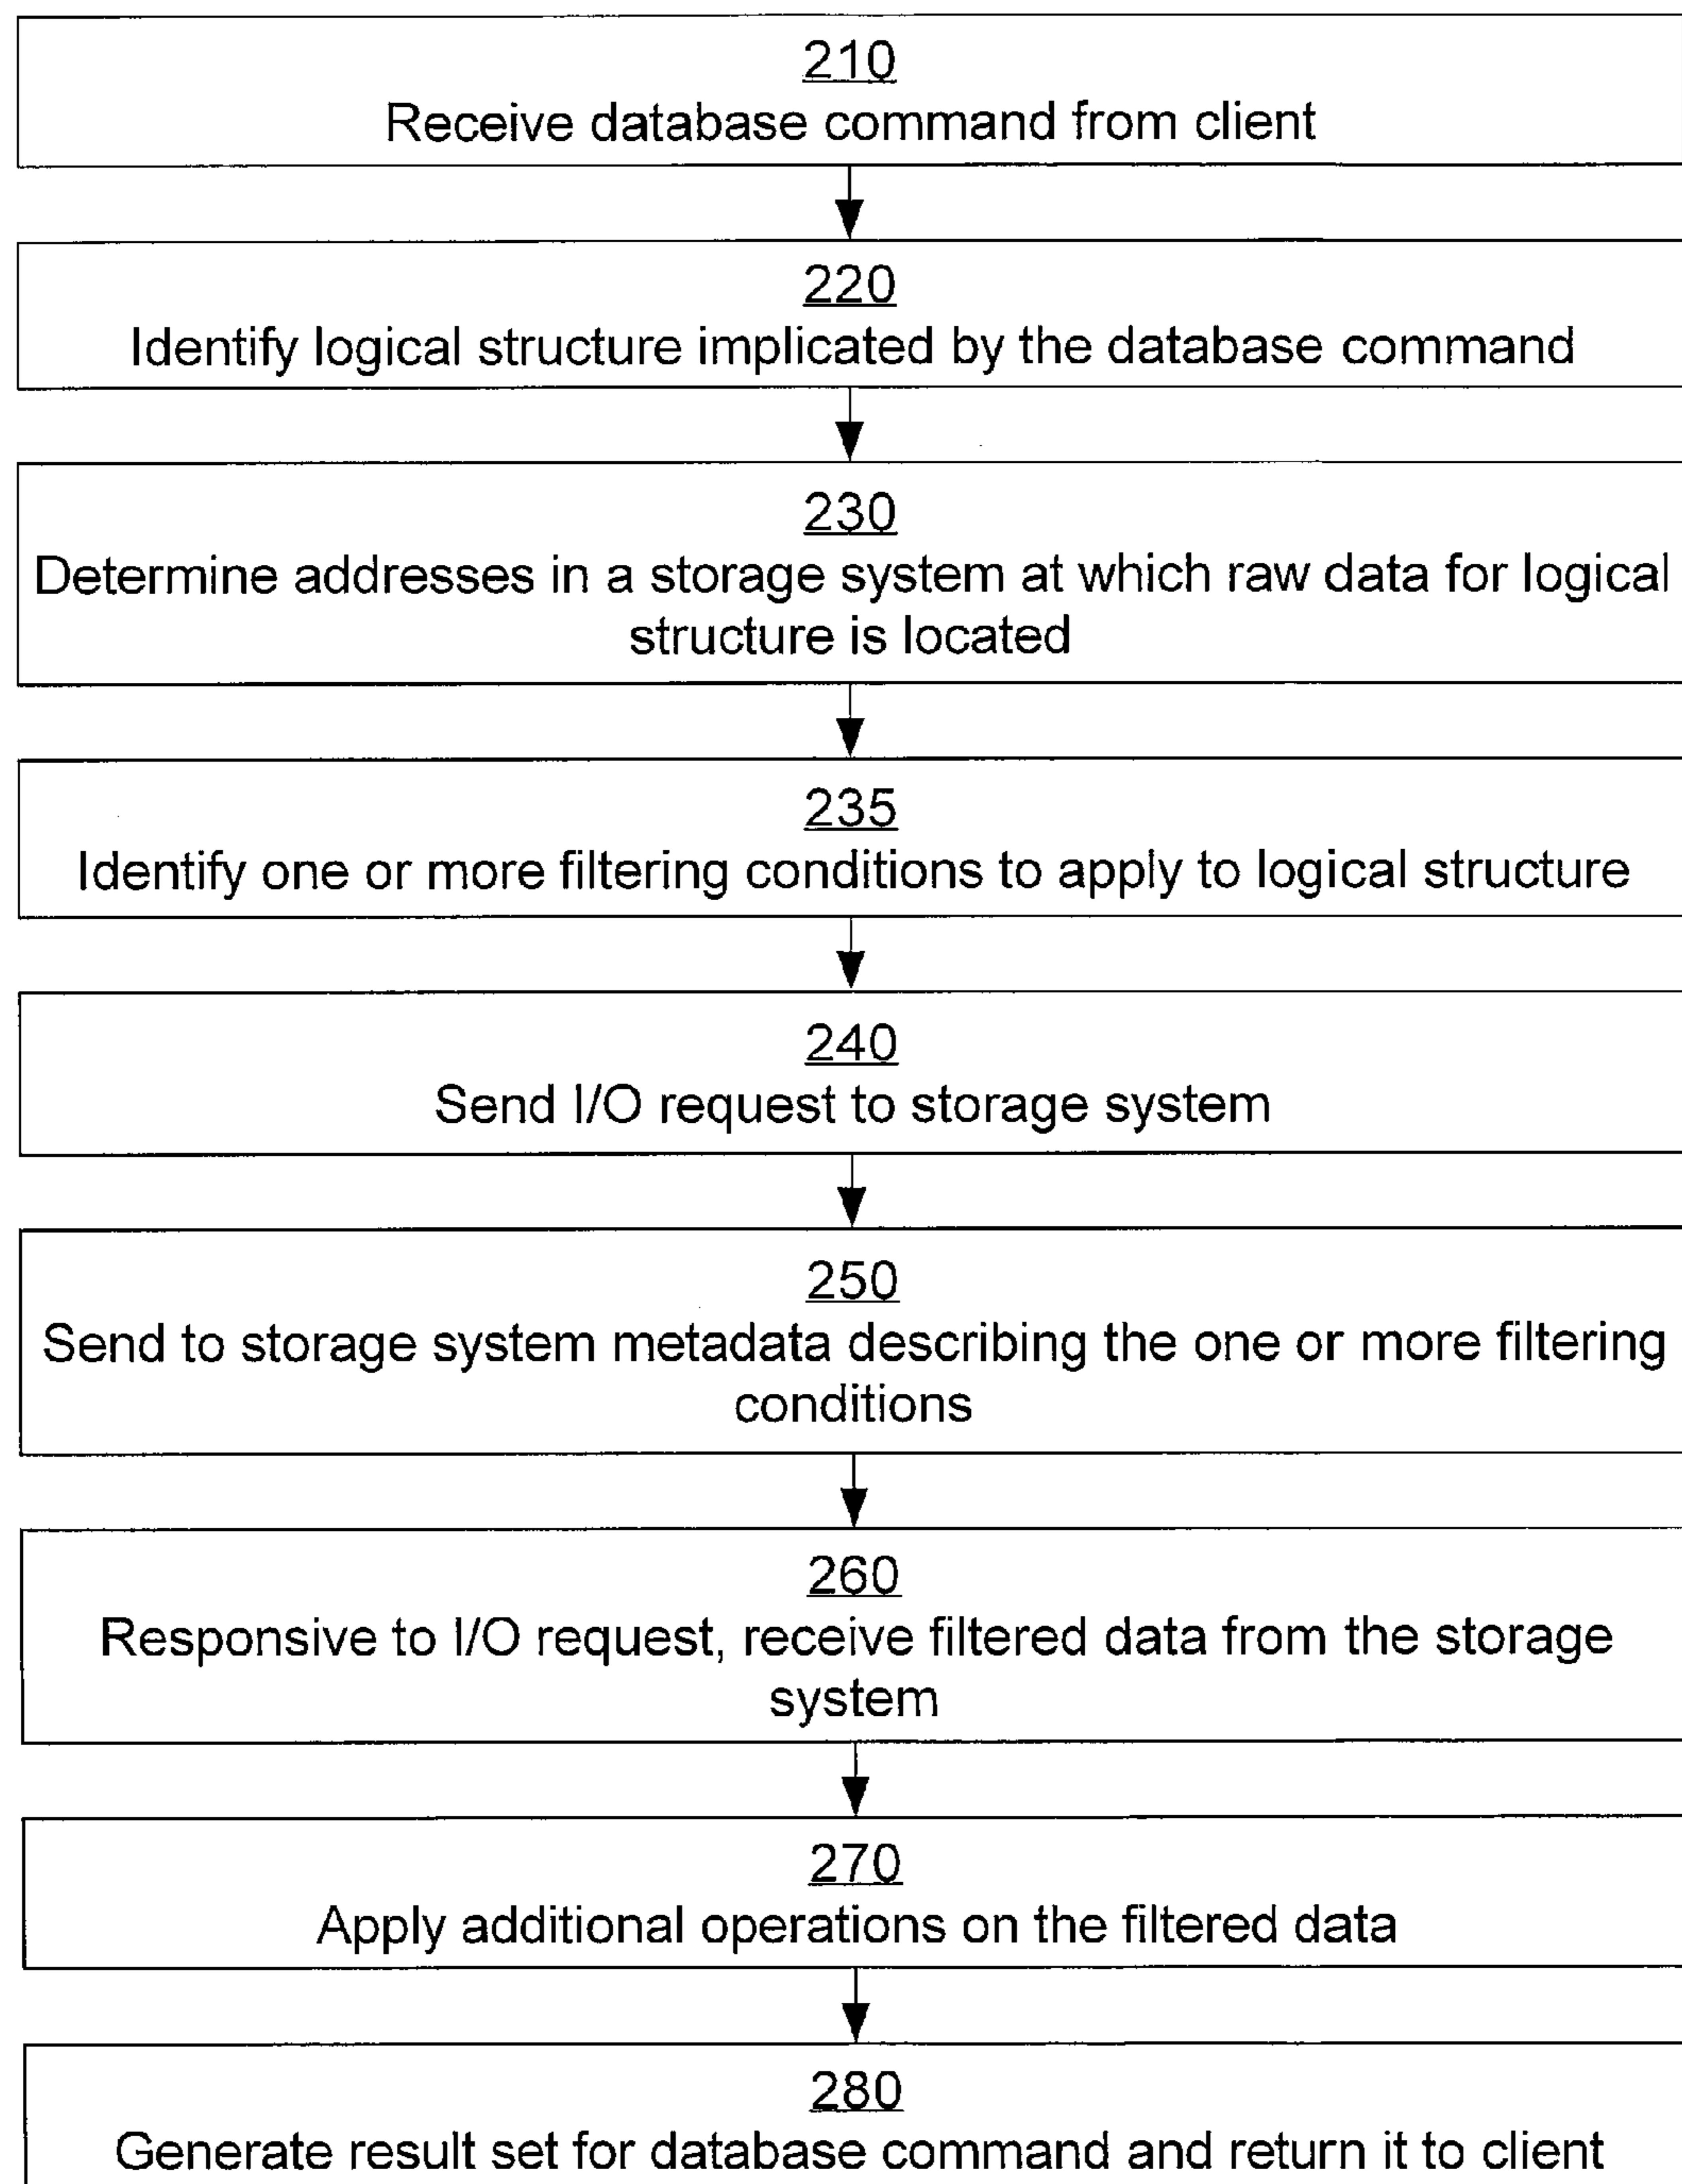 210
Receive database command from client
220
Identify logical structure implicated by the database command
230
Determine addresses in a storage system at which raw data for logical
structure is located
235
Identify one or more filtering conditions to apply to logical structure
240
Send I/O request to storage system
250
Send to storage system metadata describing the one or more filtering
conditions
260
Responsive to I/O request, receive filtered data from the storage
system
270
Apply additional operations on the filtered data
280
Generate result set for database command and return it to client